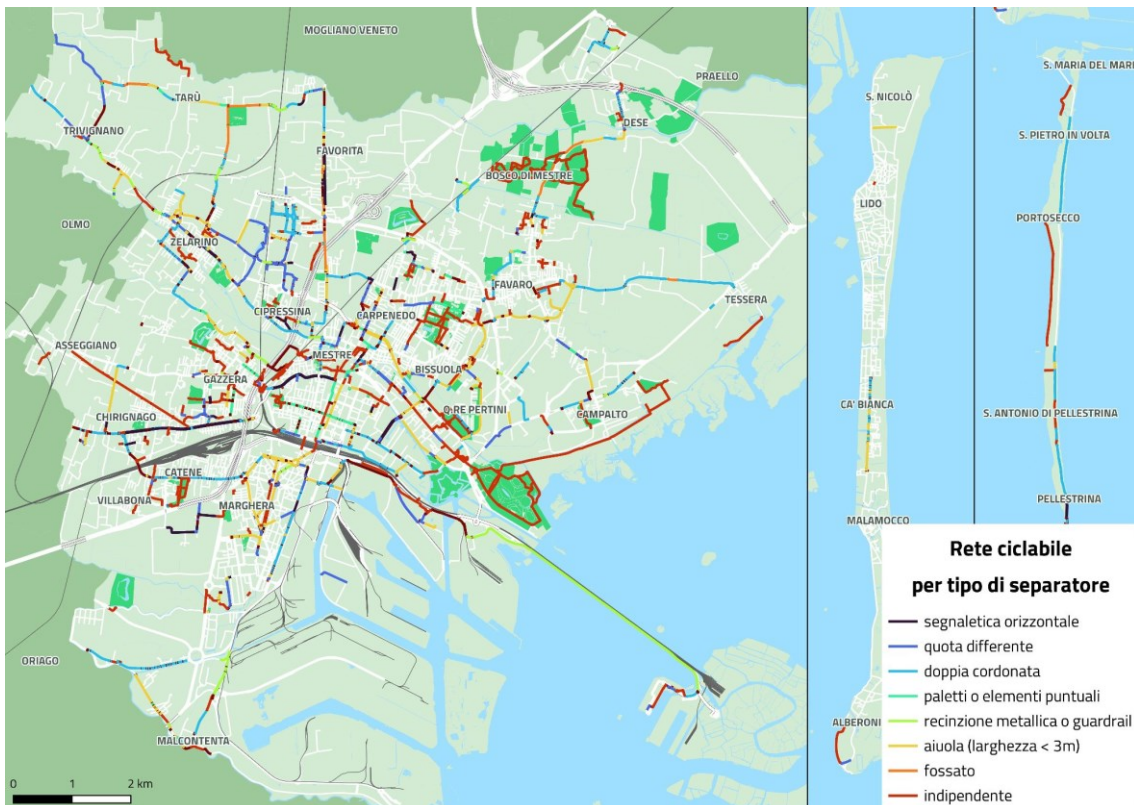 MOGLIANO VENETO
PRAELLO
TARÙ
DESE
TRIVIGNANO
FAVORITA
BOSCO DI MESTRE
OLMO
ZELARINO
FAVARO
TESSERA
CIPRESSINA
CARPENEDO
ASSEGGIANO
MESTRE
GAZZERA
BISSUOLA
CHIRIGNAGO
Q.RE PERTINI
CAMPALTO
CATENE
VILLABONA
MARGHERA
ORIAGO
MALCONTENTA
0 1 2 km
S. NICOLÒ
LIDO
CA' BIANCA
MALAMOCCO
ALBERONI
S. MARIA DEL MARE
S. PIETRO IN VOLTA
PORTOSECCO
S. ANTONIO DI PELLESTRINA
PELLESTRINA
Rete ciclabile
per tipo di separatore
segnaletica orizzontale
quota differente
doppia cordonata
paletti o elementi puntuali
recinzione metallica o guardrail
aiuola (larghezza < 3m)
fossato
indipendente